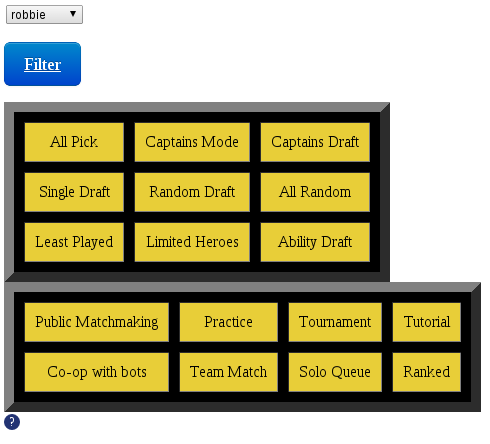 robbie
Filter
All Pick Captains Mode Captains Draft
Single Draft Random Draft All Random
Least Played Limited Heroes Ability Draft
Public Matchmaking Practice Tournament Tutorial
Co-op with bots Team Match Solo Queue Ranked
?